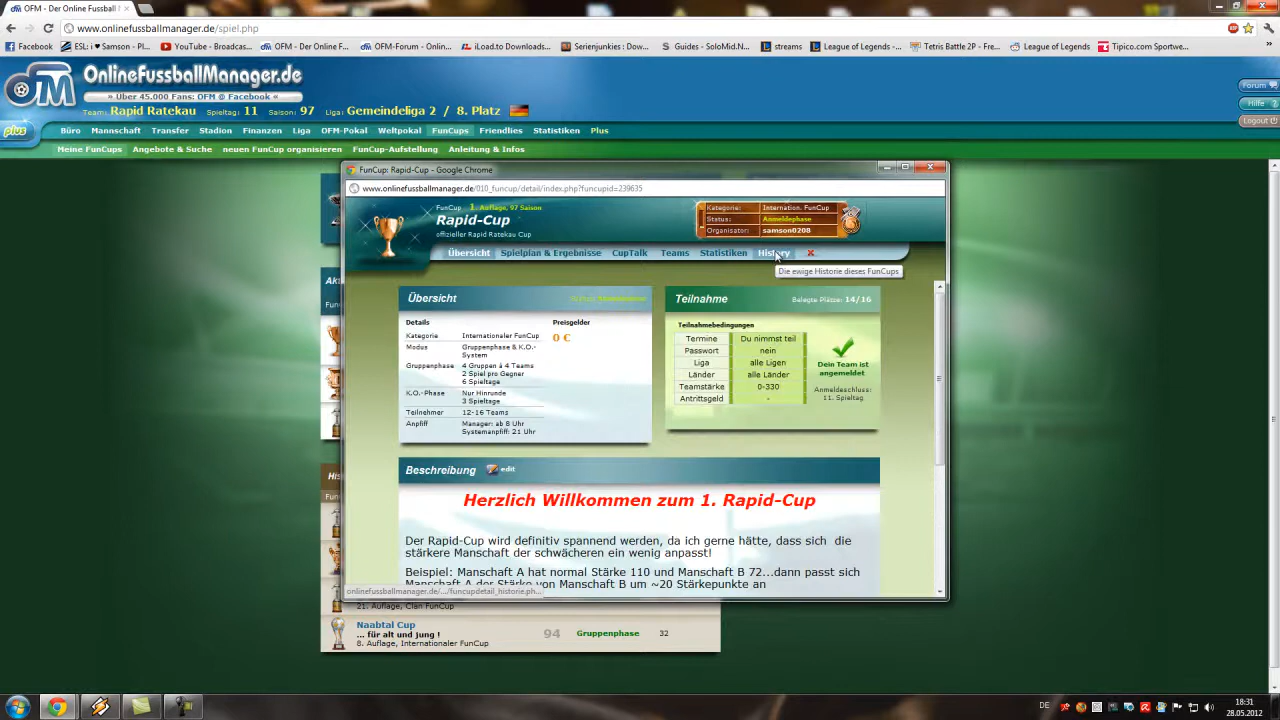 OFM - Der Online Fussball M
www.onlinefussballmanager.de/spiel.php
Facebook ESL: i ♥ Samson - Pl... YouTube - Broadcas... OFM - Der Online F... OFM-Forum - Onlin... iLoad.to/Download... Serienjunkies : Dow... Guides - SoloMid.N... streams League of Legends -... Tetris Battle 2P - Fre... League of Legends Tipico.com Sportwe...
OFM OnlineFussballManager.de
» Über 45.000 Fans: OFM @ Facebook «
Team: Rapid Ratekau Spieltag: 11 Saison: 97 Liga: Gemeindeliga 2 / 8. Platz
Forum
Hilfe
Logout
plus Büro Mannschaft Transfer Stadion Finanzen Liga OFM-Pokal Weltpokal FunCups Friendlies Statistiken Plus
Meine FunCups Angebote & Suche neuen FunCup organisieren FunCup-Aufstellung Anleitung & Infos
FunCup: Rapid-Cup - Google Chrome
www.onlinefussballmanager.de/010_funcup/detail/index.php?funcupid=239635
FunCup 1. Auflage, 97 Saison
Rapid-Cup
offizieller Rapid Ratekau Cup
Kategorie: Internation. FunCup
Status: Anmeldephase
Organisator: samson0208
Übersicht Spielplan & Ergebnisse CupTalk Teams Statistiken History
Die ewige Historie dieses FunCups
Übersicht
Details Preisgelder
Kategorie Internationaler FunCup 0 €
Modus Gruppenphase & K.O.-
System
Gruppenphase 4 Gruppen á 4 Teams
2 Spiel pro Gegner
6 Spieltage
K.O.-Phase Nur Hinrunde
3 Spieltage
Teilnehmer 12-16 Teams
Anpfiff Manager: ab 8 Uhr
Systemanpfiff: 21 Uhr
Teilnahme Belegte Plätze: 14/16
Teilnahmebedingungen
Termine Du nimmst teil
Passwort nein
Liga alle Ligen
Länder alle Länder
Teamstärke 0-330
Antrittsgeld -
Dein Team ist
angemeldet
Anmeldeschluss:
11. Spieltag
Beschreibung edit
Herzlich Willkommen zum 1. Rapid-Cup
Der Rapid-Cup wird definitiv spannend werden, da ich gerne hätte, dass sich die
stärkere Manschaft der schwächeren ein wenig anpasst!
Beispiel: Manschaft A hat normal Stärke 110 und Manschaft B 72...dann passt sich
Manschaft A der Stärke von Manschaft B um ~20 Stärkepunkte an
onlinefussballmanager.de/.../funcupdetail_historie.ph...
21. Auflage, Clan FunCup
Naabtal Cup
... für alt und jung ! 94 Gruppenphase 32
8. Auflage, Internationaler FunCup
DE
18:31
28.05.2012